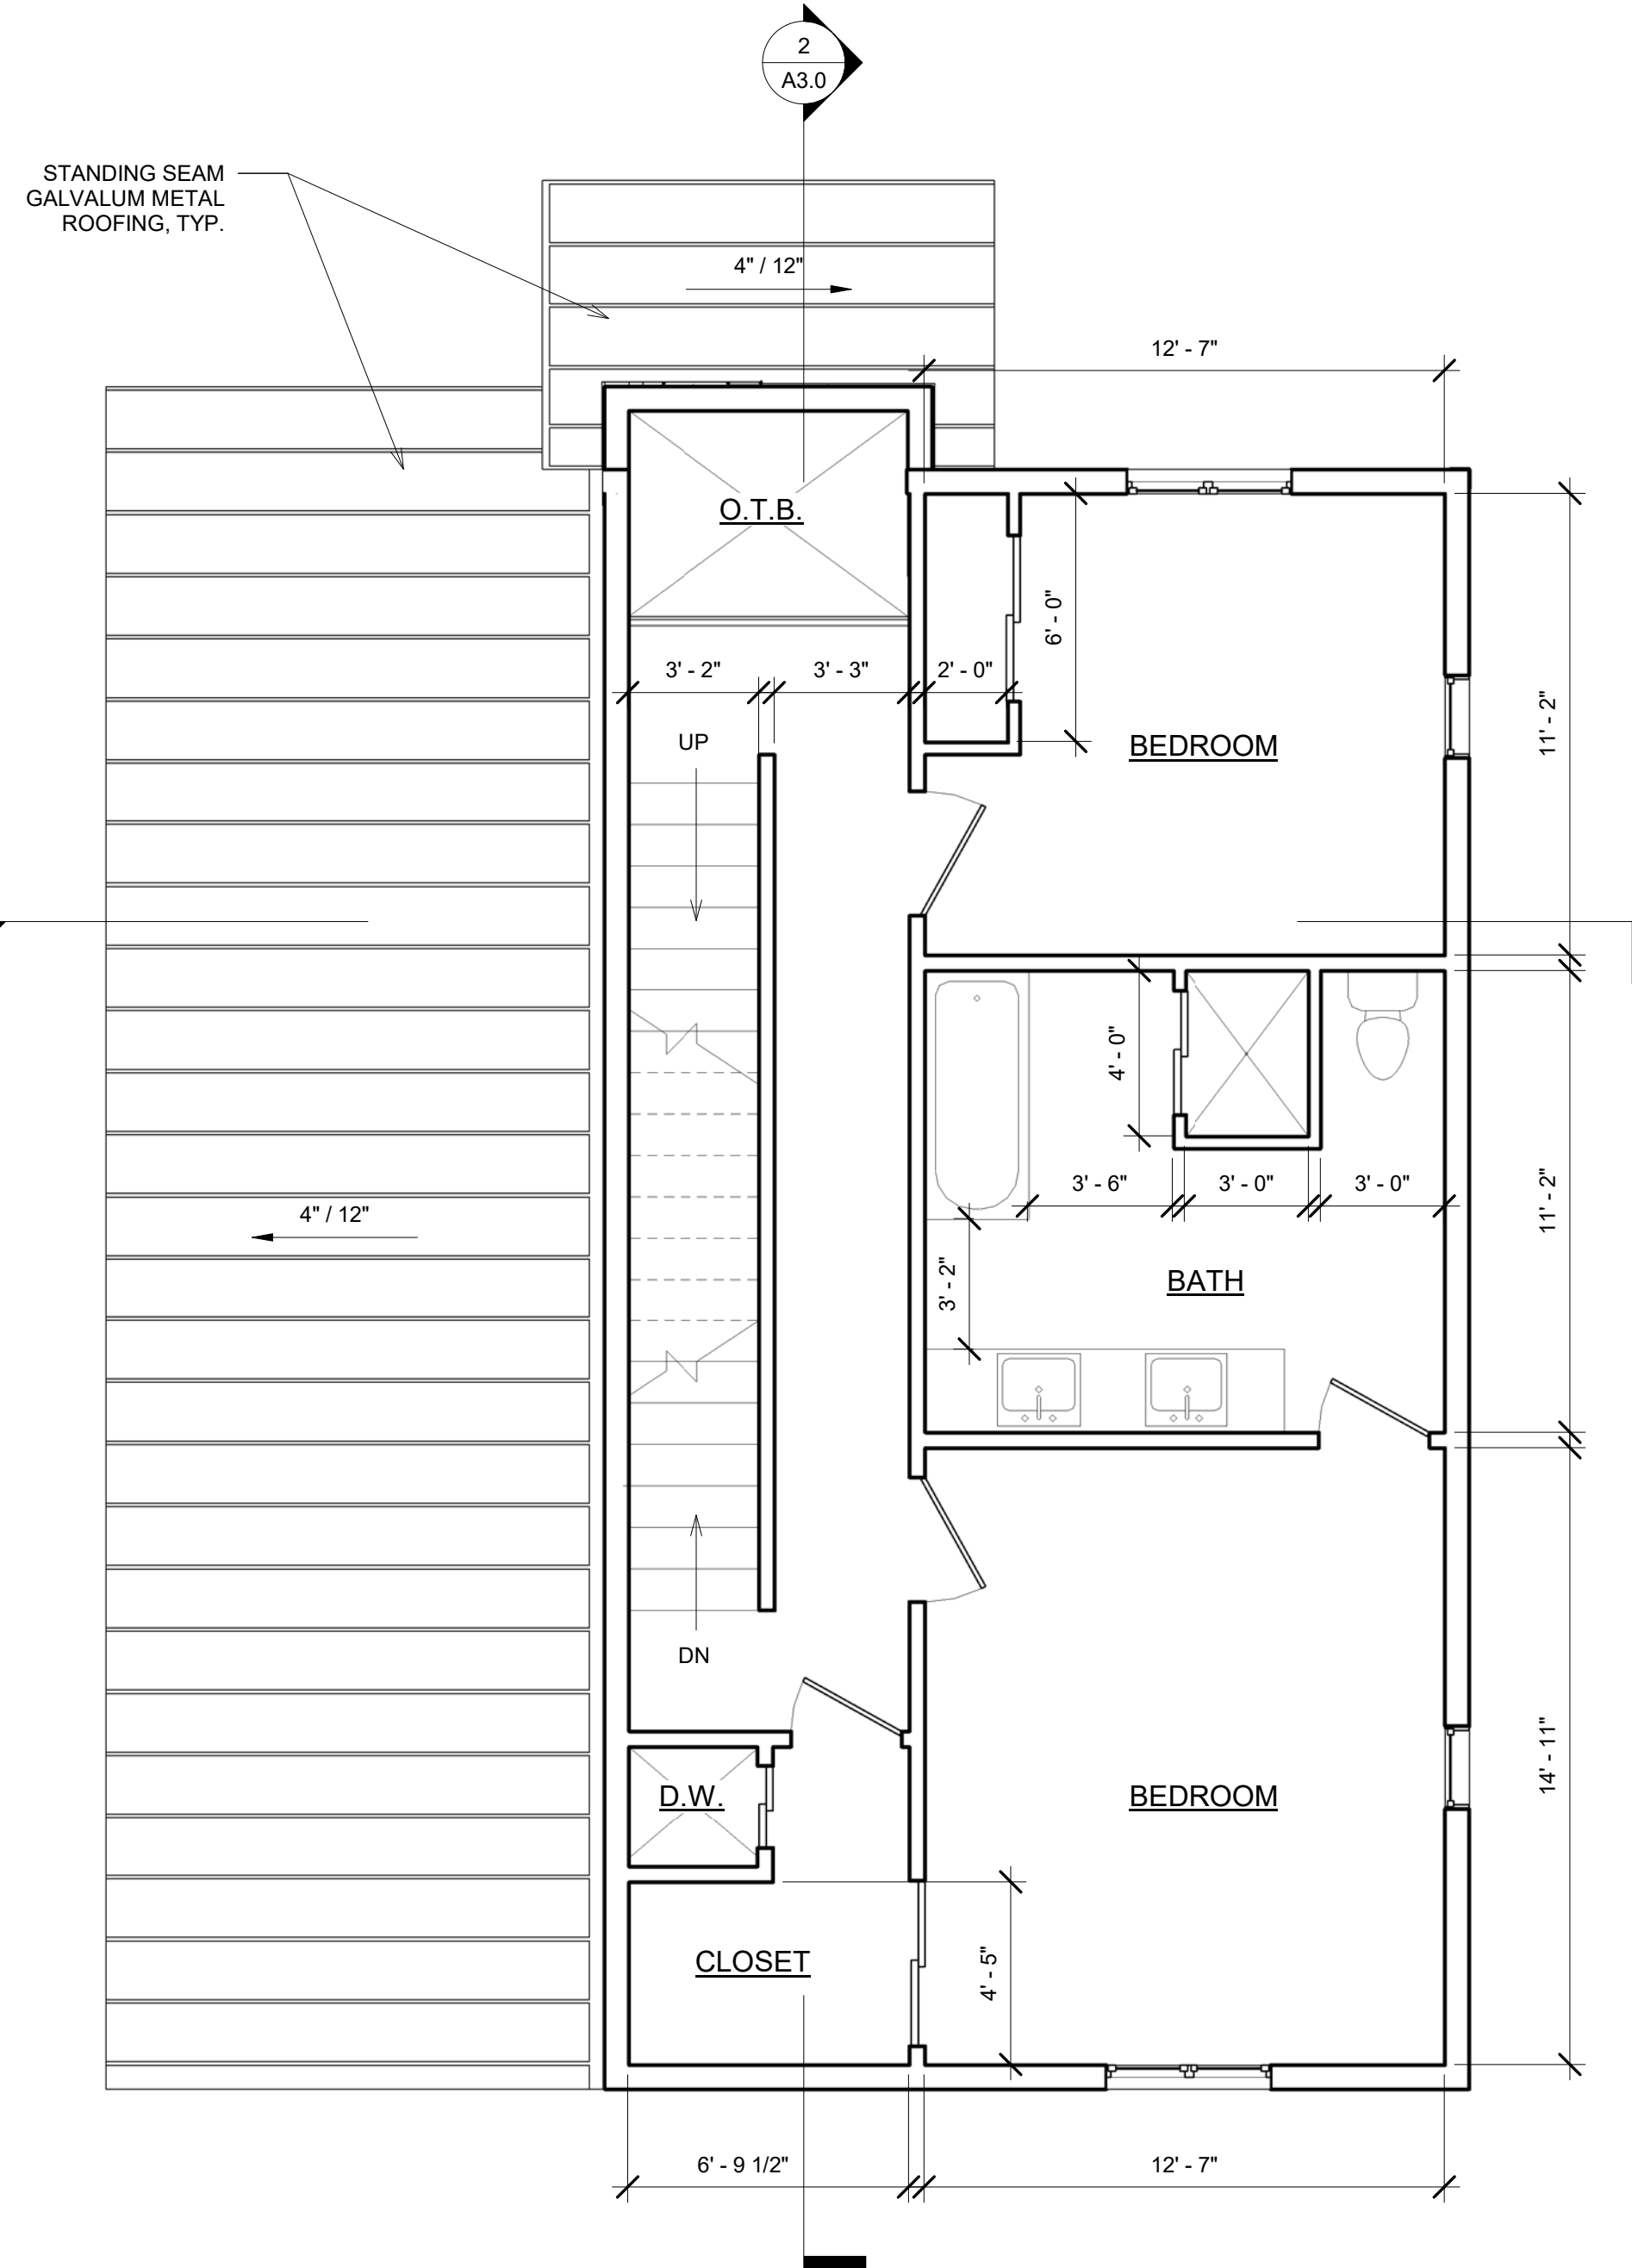 2
A3.0
STANDING SEAM
GALVALUM METAL
ROOFING, TYP.
4" / 12"
12' - 7"
O.T.B.
6' - 0"
3' - 2"
3' - 3"
2' - 0"
UP
BEDROOM
11' - 2"
4' - 0"
3' - 6"
3' - 0"
3' - 0"
11' - 2"
4" / 12"
3' - 2"
BATH
DN
D.W.
BEDROOM
14' - 11"
CLOSET
4' - 5"
6' - 9 1/2"
12' - 7"